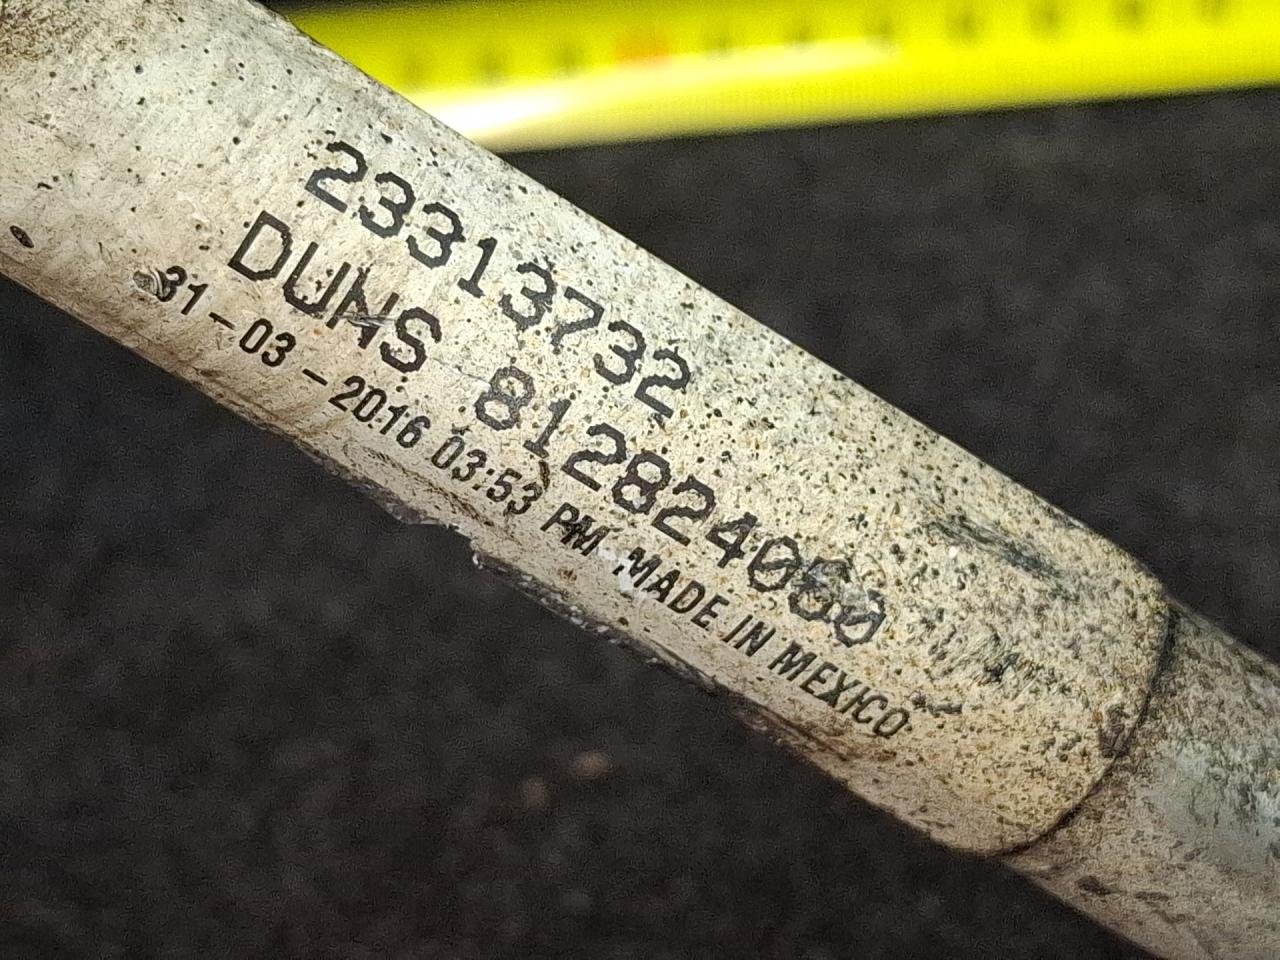 23313732
DUNS 812824060
31-03-2016 03:53 PM MADE IN MEXICO